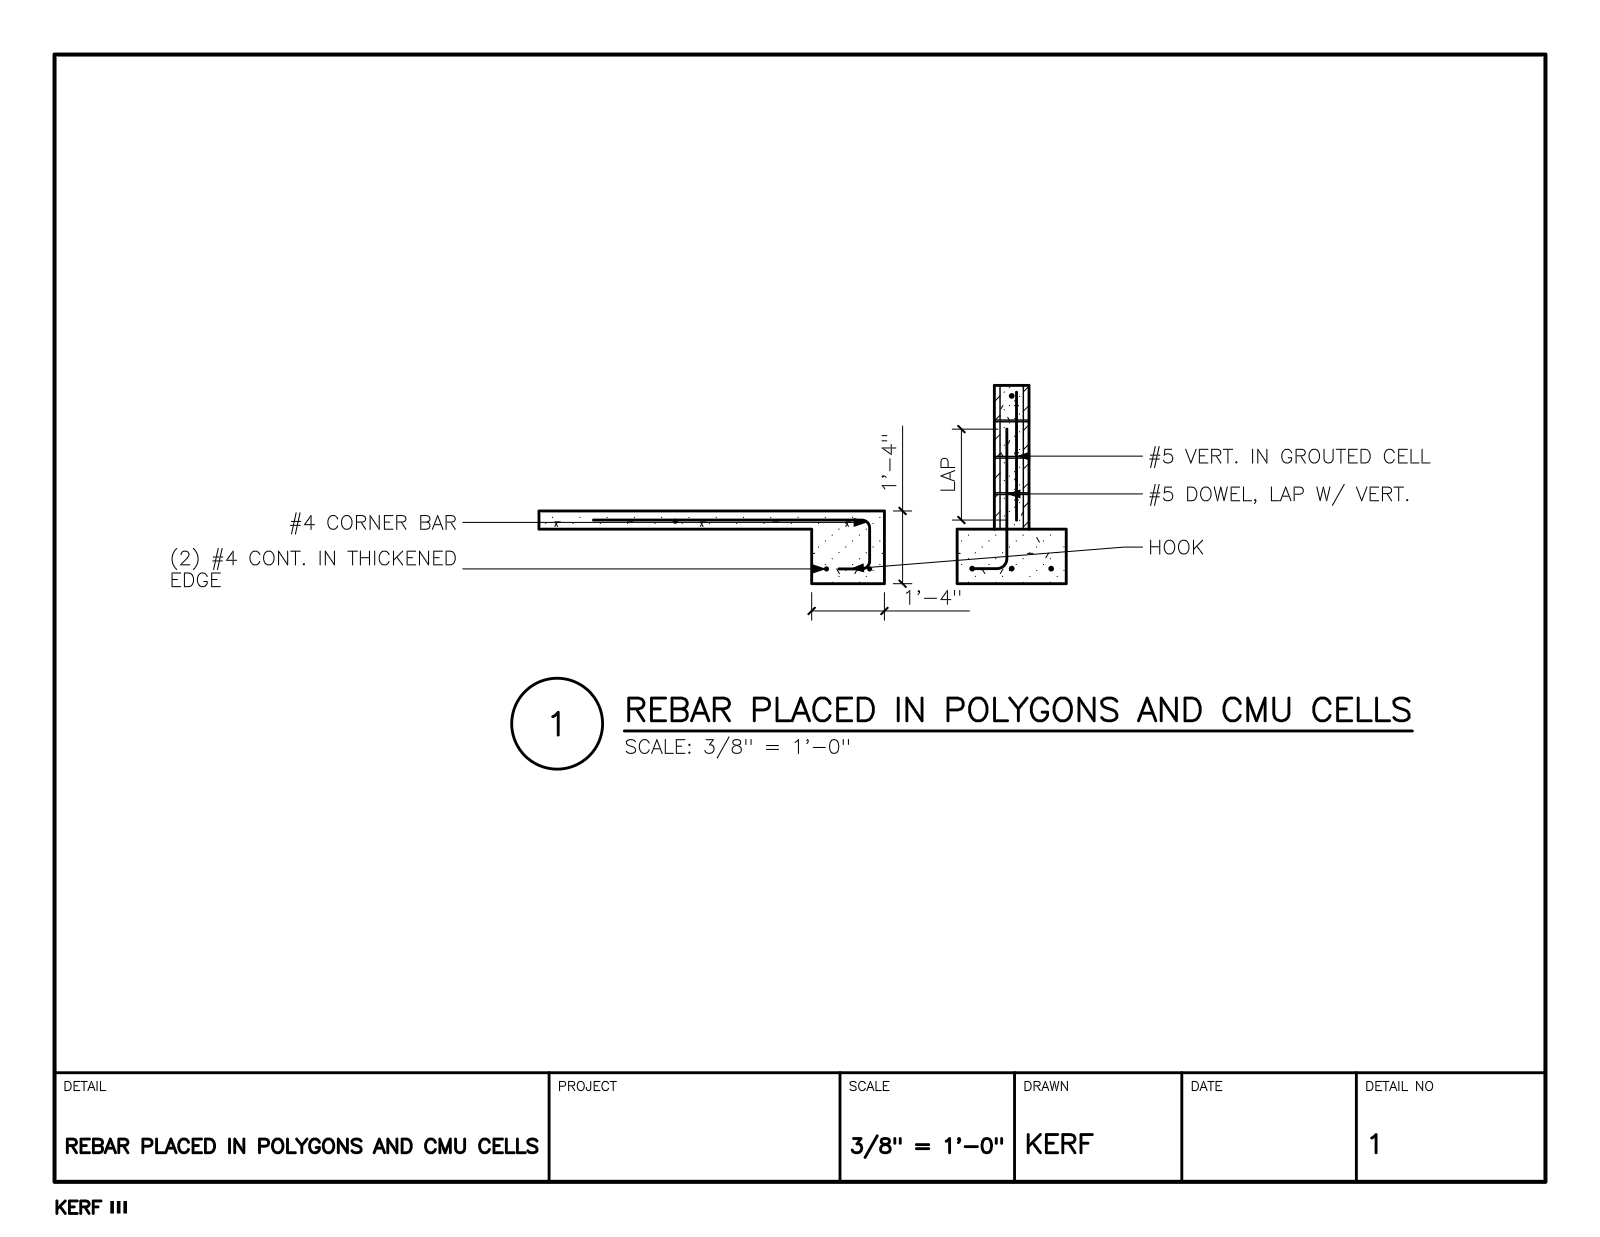 1'-4"
LAP
#5 VERT. IN GROUTED CELL
#5 DOWEL, LAP W/ VERT.
#4 CORNER BAR
HOOK
(2) #4 CONT. IN THICKENED
EDGE
1'-4"
1
REBAR PLACED IN POLYGONS AND CMU CELLS
SCALE: 3/8" = 1'-0"
DETAIL
REBAR PLACED IN POLYGONS AND CMU CELLS
PROJECT
SCALE
3/8" = 1'-0"
DRAWN
KERF
DATE
DETAIL NO
1
KERF III